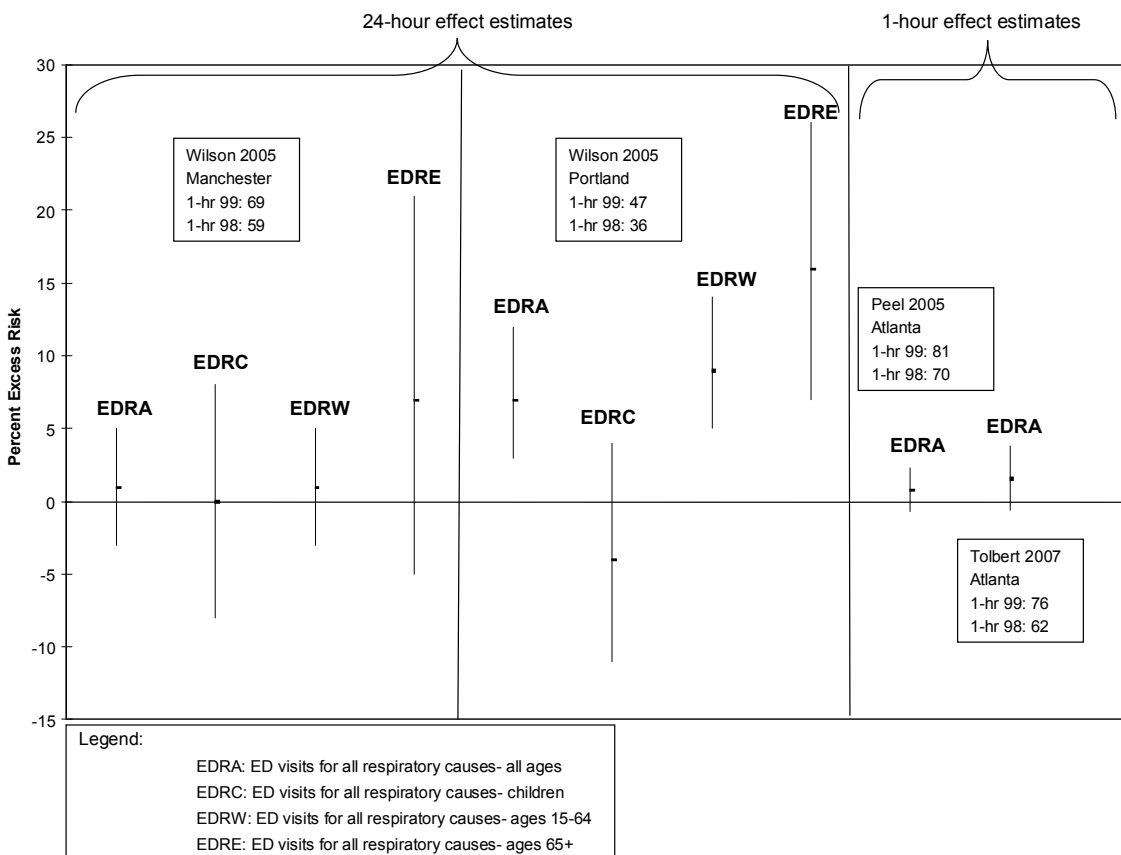 24-hour effect estimates
1-hour effect estimates
30
25
20
15
10
5
0
-5
-10
-15
Percent Excess Risk
Wilson 2005
Manchester
1-hr 99: 69
1-hr 98: 59
EDRA
EDRC
EDRW
EDRE
Wilson 2005
Portland
1-hr 99: 47
1-hr 98: 36
EDRA
EDRC
EDRW
EDRE
Peel 2005
Atlanta
1-hr 99: 81
1-hr 98: 70
EDRA
EDRA
Tolbert 2007
Atlanta
1-hr 99: 76
1-hr 98: 62
Legend:
EDRA: ED visits for all respiratory causes- all ages
EDRC: ED visits for all respiratory causes- children
EDRW: ED visits for all respiratory causes- ages 15-64
EDRE: ED visits for all respiratory causes- ages 65+